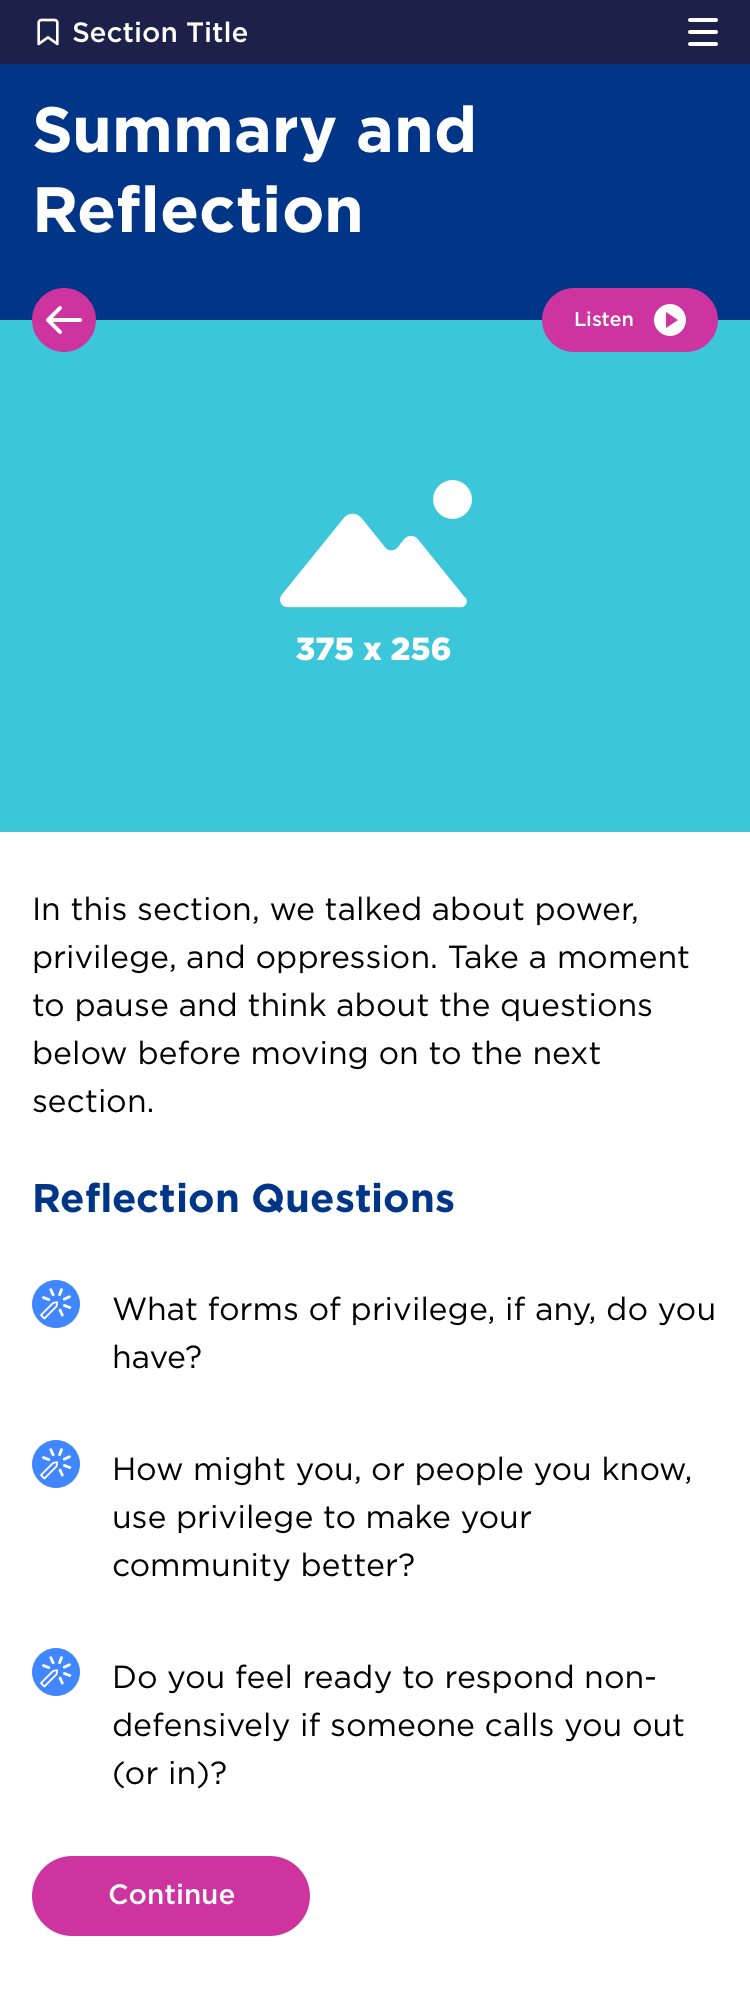 Section Title
Summary and
Reflection
Listen
375 x 256
In this section, we talked about power,
privilege, and oppression. Take a moment
to pause and think about the questions
below before moving on to the next
section.
Reflection Questions
What forms of privilege, if any, do you
have?
How might you, or people you know,
use privilege to make your
community better?
Do you feel ready to respond non-
defensively if someone calls you out
(or in)?
Continue